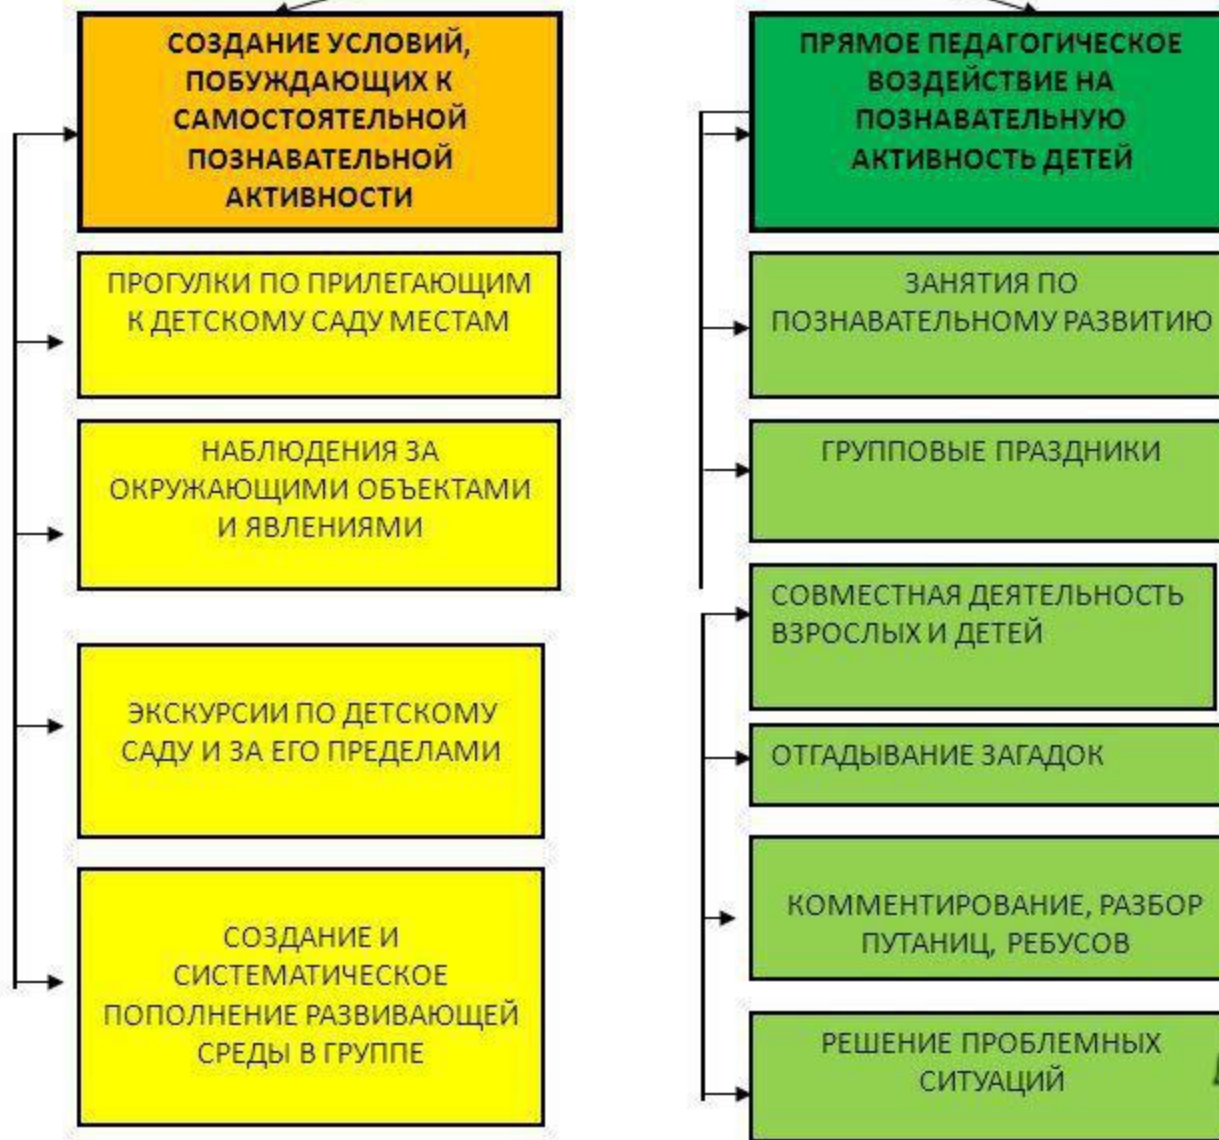 СОЗДАНИЕ УСЛОВИЙ,
ПОБУЖДАЮЩИХ К
САМОСТОЯТЕЛЬНОЙ
ПОЗНАВАТЕЛЬНОЙ
АКТИВНОСТИ
ПРОГУЛКИ ПО ПРИЛЕГАЮЩИМ
К ДЕТСКОМУ САДУ МЕСТАМ
НАБЛЮДЕНИЯ ЗА
ОКРУЖАЮЩИМИ ОБЪЕКТАМИ
И ЯВЛЕНИЯМИ
ЭКСКУРСИИ ПО ДЕТСКОМУ
САДУ И ЗА ЕГО ПРЕДЕЛАМИ
СОЗДАНИЕ И
СИСТЕМАТИЧЕСКОЕ
ПОПОЛНЕНИЕ РАЗВИВАЮЩЕЙ
СРЕДЫ В ГРУППЕ
ПРЯМОЕ ПЕДАГОГИЧЕСКОЕ
ВОЗДЕЙСТВИЕ НА
ПОЗНАВАТЕЛЬНУЮ
АКТИВНОСТЬ ДЕТЕЙ
ЗАНЯТИЯ ПО
ПОЗНАВАТЕЛЬНОМУ РАЗВИТИЮ
ГРУППОВЫЕ ПРАЗДНИКИ
СОВМЕСТНАЯ ДЕЯТЕЛЬНОСТЬ
ВЗРОСЛЫХ И ДЕТЕЙ
ОТГАДЫВАНИЕ ЗАГАДОК
КОММЕНТИРОВАНИЕ, РАЗБОР
ПУТАНИЦ, РЕБУСОВ
РЕШЕНИЕ ПРОБЛЕМНЫХ
СИТУАЦИЙ